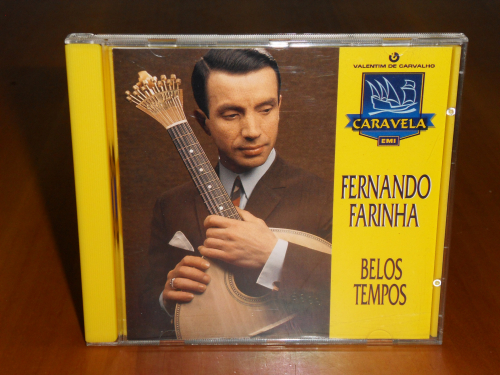 VALENTIM DE CARVALHO
CARAVELA
EMI
FERNANDO
FARINHA
BELOS
TEMPOS